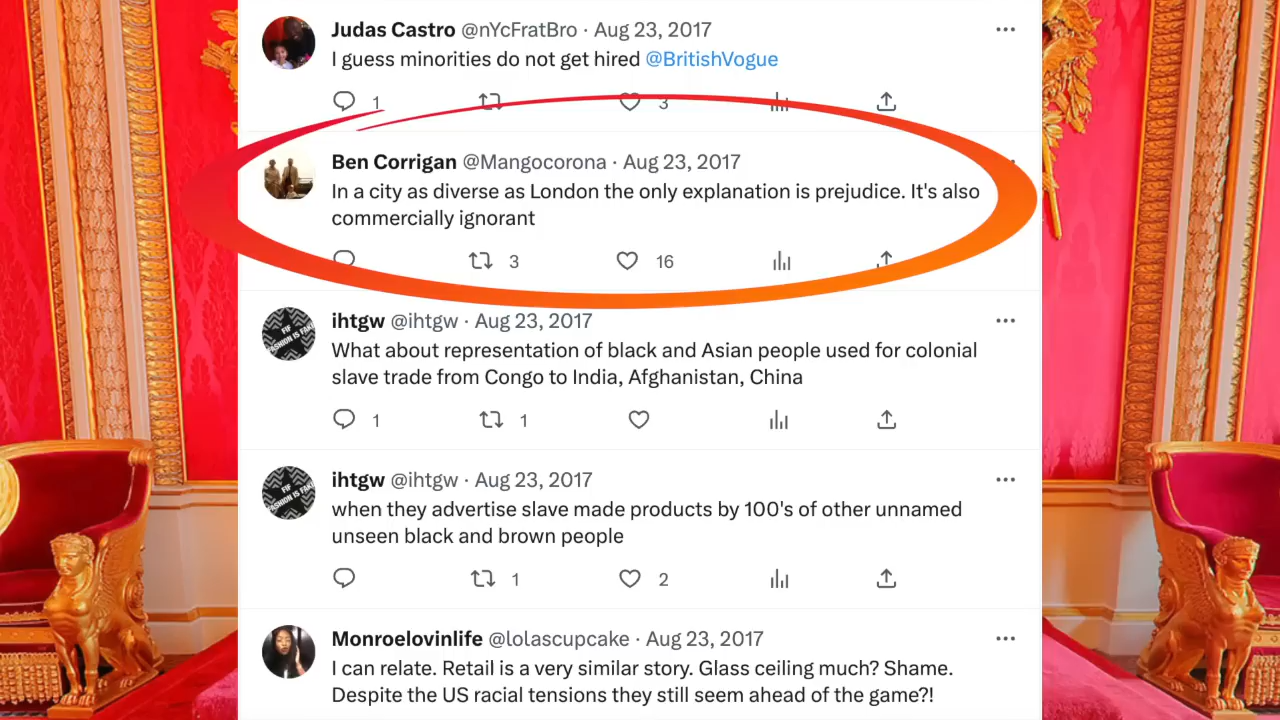 Judas Castro @nYcFratBro · Aug 23, 2017
I guess minorities do not get hired @BritishVogue
1 3
Ben Corrigan @Mangocorona · Aug 23, 2017
In a city as diverse as London the only explanation is prejudice. It's also
commercially ignorant
3 16
FIF
FASHION IS FAKE
ihtgw @ihtgw · Aug 23, 2017
What about representation of black and Asian people used for colonial
slave trade from Congo to India, Afghanistan, China
1 1
ihtgw @ihtgw · Aug 23, 2017
when they advertise slave made products by 100's of other unnamed
unseen black and brown people
1 2
Monroelovinlife @lolascupcake · Aug 23, 2017
I can relate. Retail is a very similar story. Glass ceiling much? Shame.
Despite the US racial tensions they still seem ahead of the game?!